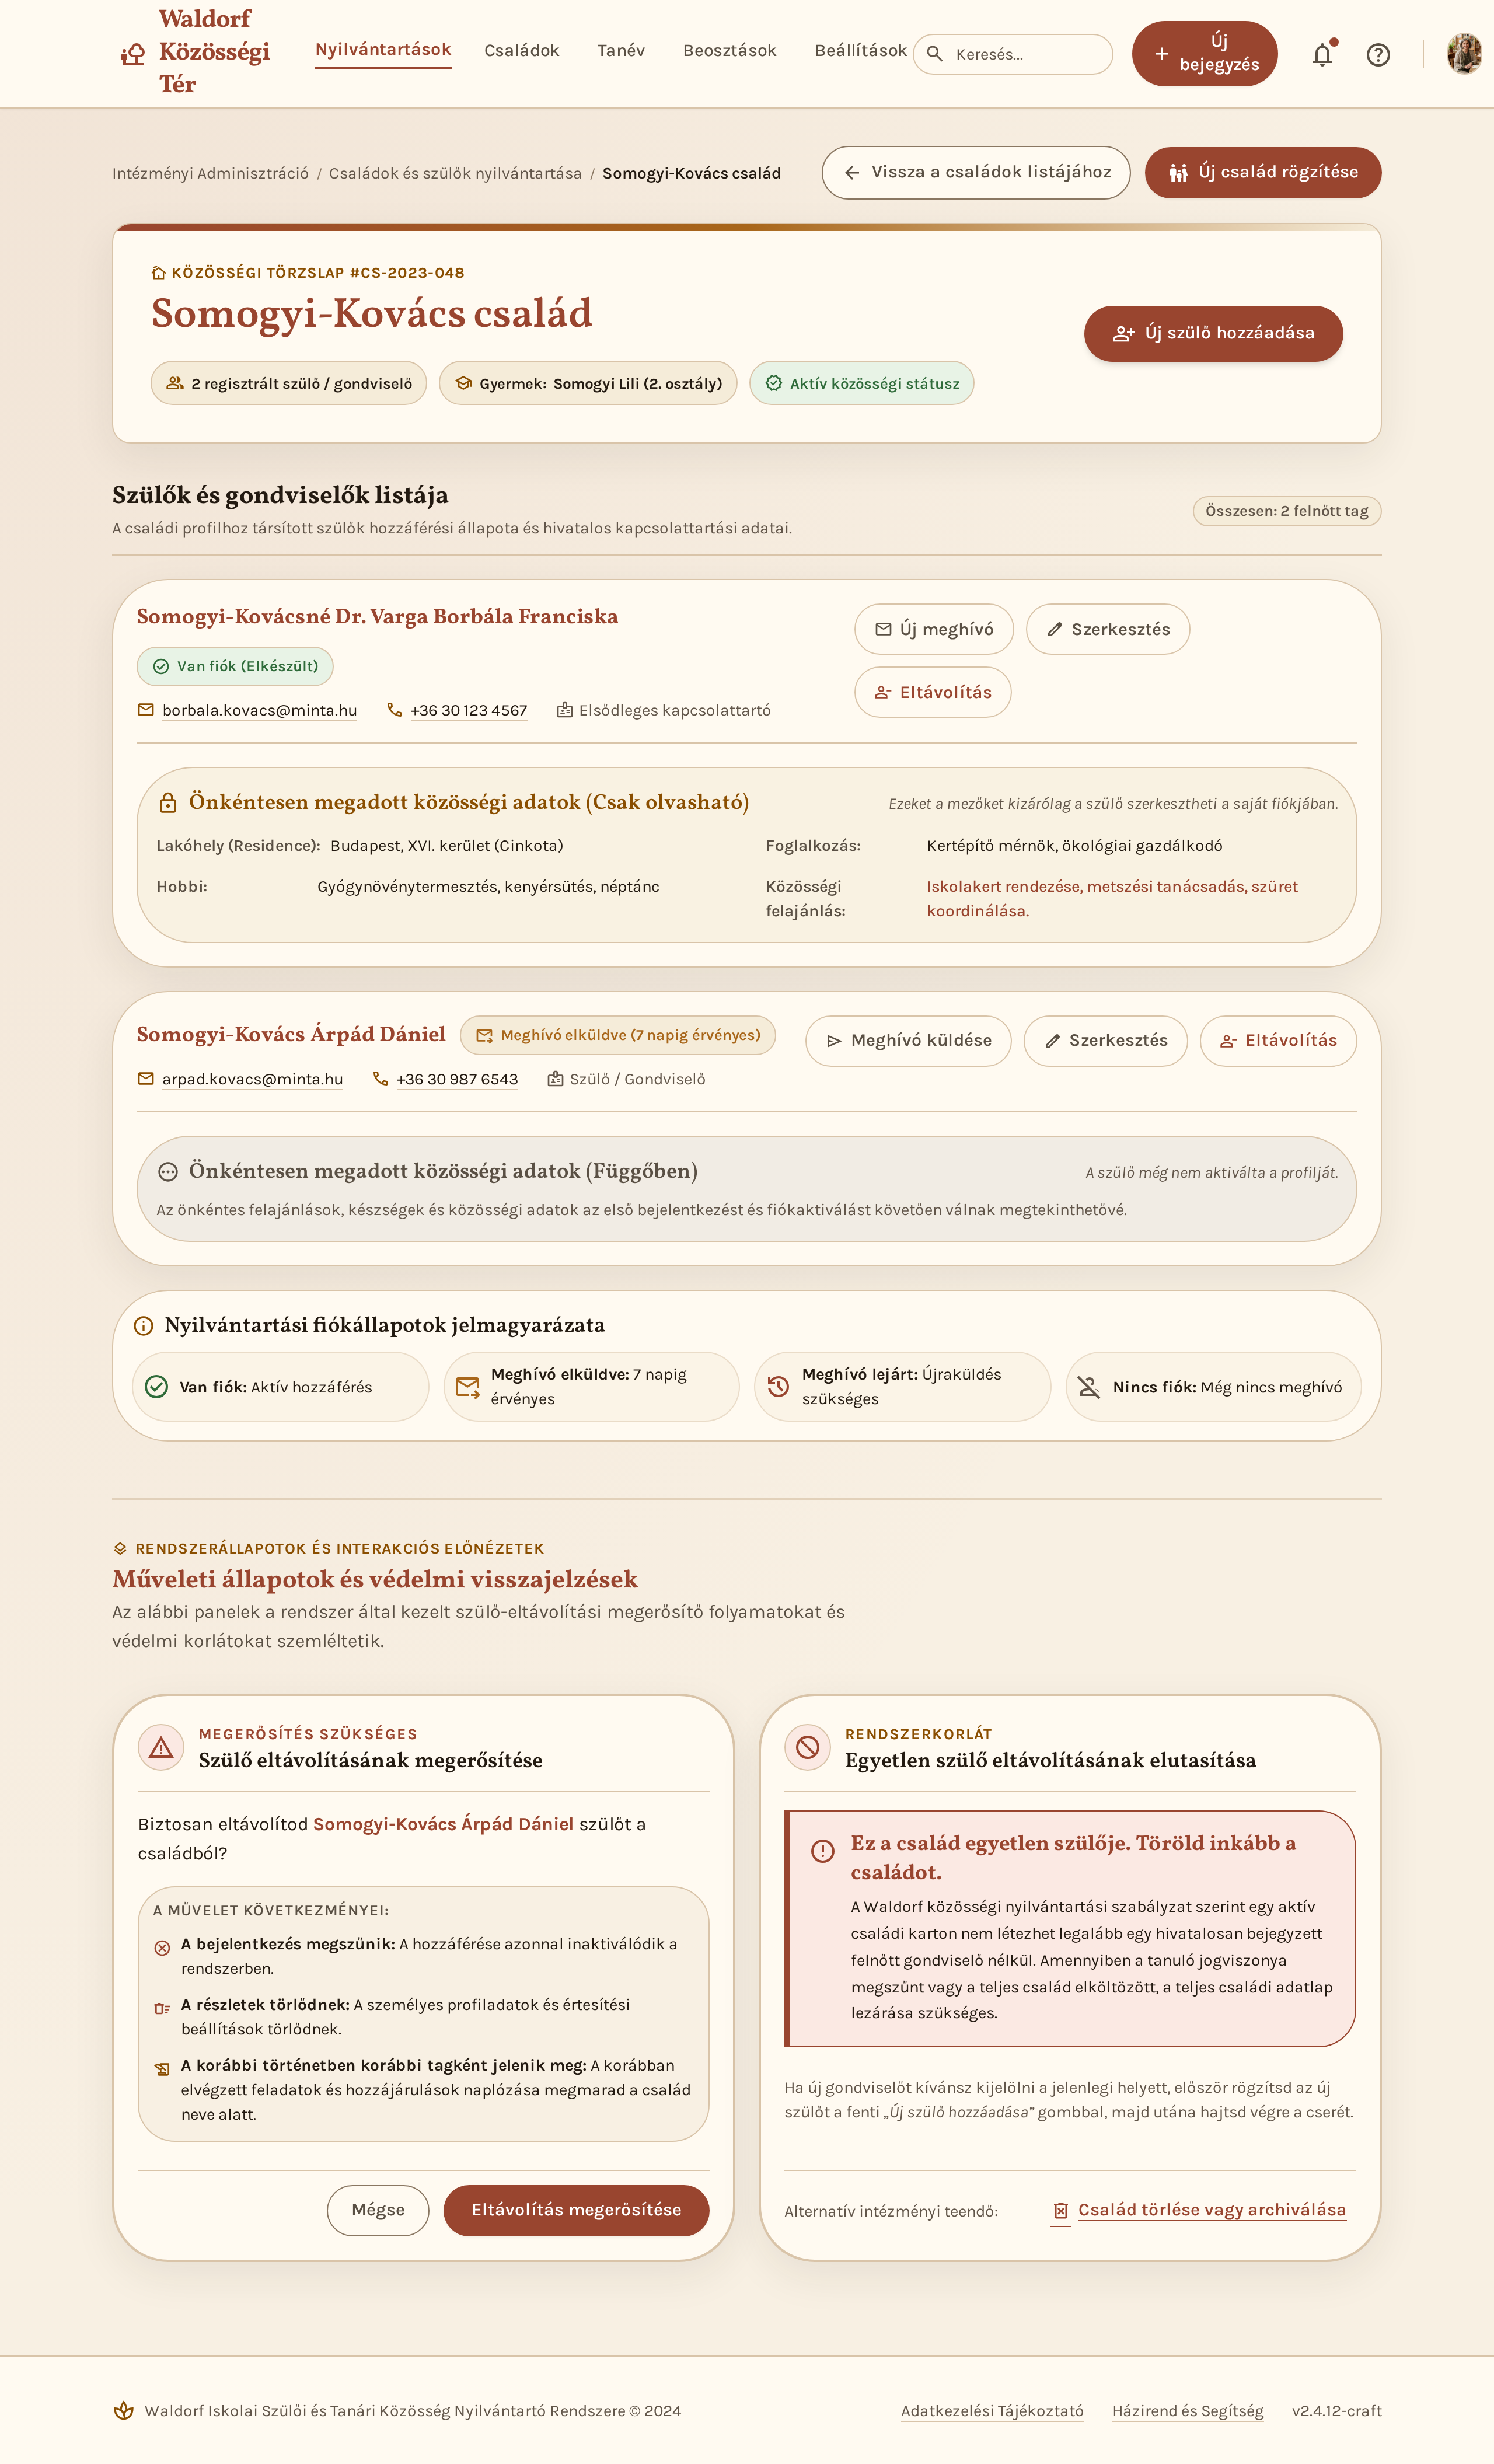 Waldorf
Közösségi
Tér
Nyilvántartások
Családok
Tanév
Beosztások
Beállítások
Keresés...
Új
bejegyzés
Intézményi Adminisztráció / Családok és szülők nyilvántartása / Somogyi-Kovács család
Vissza a családok listájához
Új család rögzítése
KÖZÖSSÉGI TÖRZSLAP #CS-2023-048
Somogyi-Kovács család
2 regisztrált szülő / gondviselő
Gyermek: Somogyi Lili (2. osztály)
Aktív közösségi státusz
Új szülő hozzáadása
Szülők és gondviselők listája
A családi profilhoz társított szülők hozzáférési állapota és hivatalos kapcsolattartási adatai.
Összesen: 2 felnőtt tag
Somogyi-Kovácsné Dr. Varga Borbála Franciska
Van fiók (Elkészült)
borbala.kovacs@minta.hu
+36 30 123 4567
Elsődleges kapcsolattartó
Új meghívó
Szerkesztés
Eltávolítás
Önkéntesen megadott közösségi adatok (Csak olvasható)
Ezeket a mezőket kizárólag a szülő szerkesztheti a saját fiókjában.
Lakóhely (Residence): Budapest, XVI. kerület (Cinkota)
Foglalkozás: Kertépítő mérnök, ökológiai gazdálkodó
Hobbi: Gyógynövénytermesztés, kenyérsütés, néptánc
Közösségi
felajánlás:
Iskolakert rendezése, metszési tanácsadás, szüret
koordinálása.
Somogyi-Kovács Árpád Dániel
Meghívó elküldve (7 napig érvényes)
arpad.kovacs@minta.hu
+36 30 987 6543
Szülő / Gondviselő
Meghívó küldése
Szerkesztés
Eltávolítás
Önkéntesen megadott közösségi adatok (Függőben)
A szülő még nem aktiválta a profilját.
Az önkéntes felajánlások, készségek és közösségi adatok az első bejelentkezést és fiókaktiválást követően válnak megtekinthetővé.
Nyilvántartási fiókállapotok jelmagyarázata
Van fiók: Aktív hozzáférés
Meghívó elküldve: 7 napig
érvényes
Meghívó lejárt: Újraküldés
szükséges
Nincs fiók: Még nincs meghívó
RENDSZERÁLLAPOTOK ÉS INTERAKCIÓS ELŐNÉZETEK
Műveleti állapotok és védelmi visszajelzések
Az alábbi panelek a rendszer által kezelt szülő-eltávolítási megerősítő folyamatokat és
védelmi korlátokat szemléltetik.
MEGERŐSÍTÉS SZÜKSÉGES
Szülő eltávolításának megerősítése
Biztosan eltávolítod Somogyi-Kovács Árpád Dániel szülőt a
családból?
A MŰVELET KÖVETKEZMÉNYEI:
A bejelentkezés megszűnik: A hozzáférése azonnal inaktiválódik a
rendszerben.
A részletek törlődnek: A személyes profiladatok és értesítési
beállítások törlődnek.
A korábbi történetben korábbi tagként jelenik meg: A korábban
elvégzett feladatok és hozzájárulások naplózása megmarad a család
neve alatt.
Mégse
Eltávolítás megerősítése
RENDSZERKORLÁT
Egyetlen szülő eltávolításának elutasítása
Ez a család egyetlen szülője. Töröld inkább a
családot.
A Waldorf közösségi nyilvántartási szabályzat szerint egy aktív
családi karton nem létezhet legalább egy hivatalosan bejegyzett
felnőtt gondviselő nélkül. Amennyiben a tanuló jogviszonya
megszűnt vagy a teljes család elköltözött, a teljes családi adatlap
lezárása szükséges.
Ha új gondviselőt kívánsz kijelölni a jelenlegi helyett, először rögzítsd az új
szülőt a fenti „Új szülő hozzáadása” gombbal, majd utána hajtsd végre a cserét.
Alternatív intézményi teendő:
Család törlése vagy archiválása
Waldorf Iskolai Szülői és Tanári Közösség Nyilvántartó Rendszere © 2024
Adatkezelési Tájékoztató
Házirend és Segítség
v2.4.12-craft